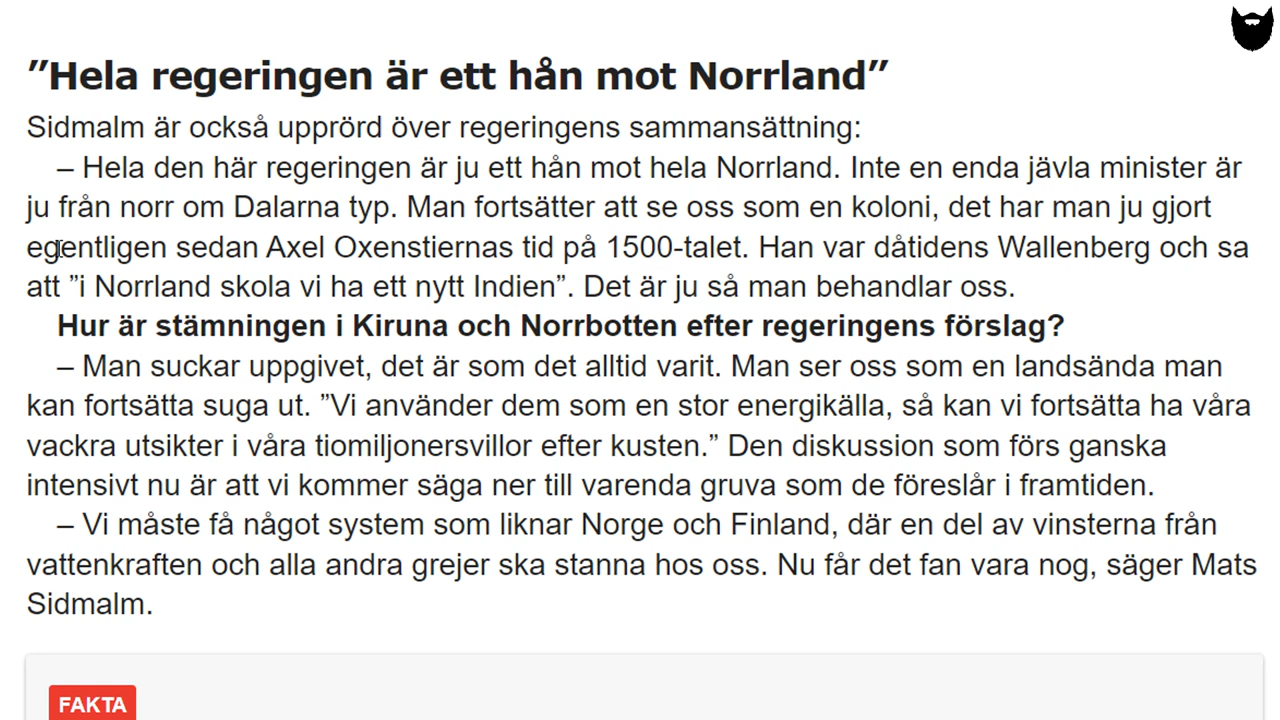 ”Hela regeringen är ett hån mot Norrland”
Sidmalm är också upprörd över regeringens sammansättning:
– Hela den här regeringen är ju ett hån mot hela Norrland. Inte en enda jävla minister är
ju från norr om Dalarna typ. Man fortsätter att se oss som en koloni, det har man ju gjort
egentligen sedan Axel Oxenstiernas tid på 1500-talet. Han var dåtidens Wallenberg och sa
att ”i Norrland skola vi ha ett nytt Indien”. Det är ju så man behandlar oss.
Hur är stämningen i Kiruna och Norrbotten efter regeringens förslag?
– Man suckar uppgivet, det är som det alltid varit. Man ser oss som en landsända man
kan fortsätta suga ut. ”Vi använder dem som en stor energikälla, så kan vi fortsätta ha våra
vackra utsikter i våra tiomiljonersvillor efter kusten.” Den diskussion som förs ganska
intensivt nu är att vi kommer säga ner till varenda gruva som de föreslår i framtiden.
– Vi måste få något system som liknar Norge och Finland, där en del av vinsterna från
vattenkraften och alla andra grejer ska stanna hos oss. Nu får det fan vara nog, säger Mats
Sidmalm.
FAKTA